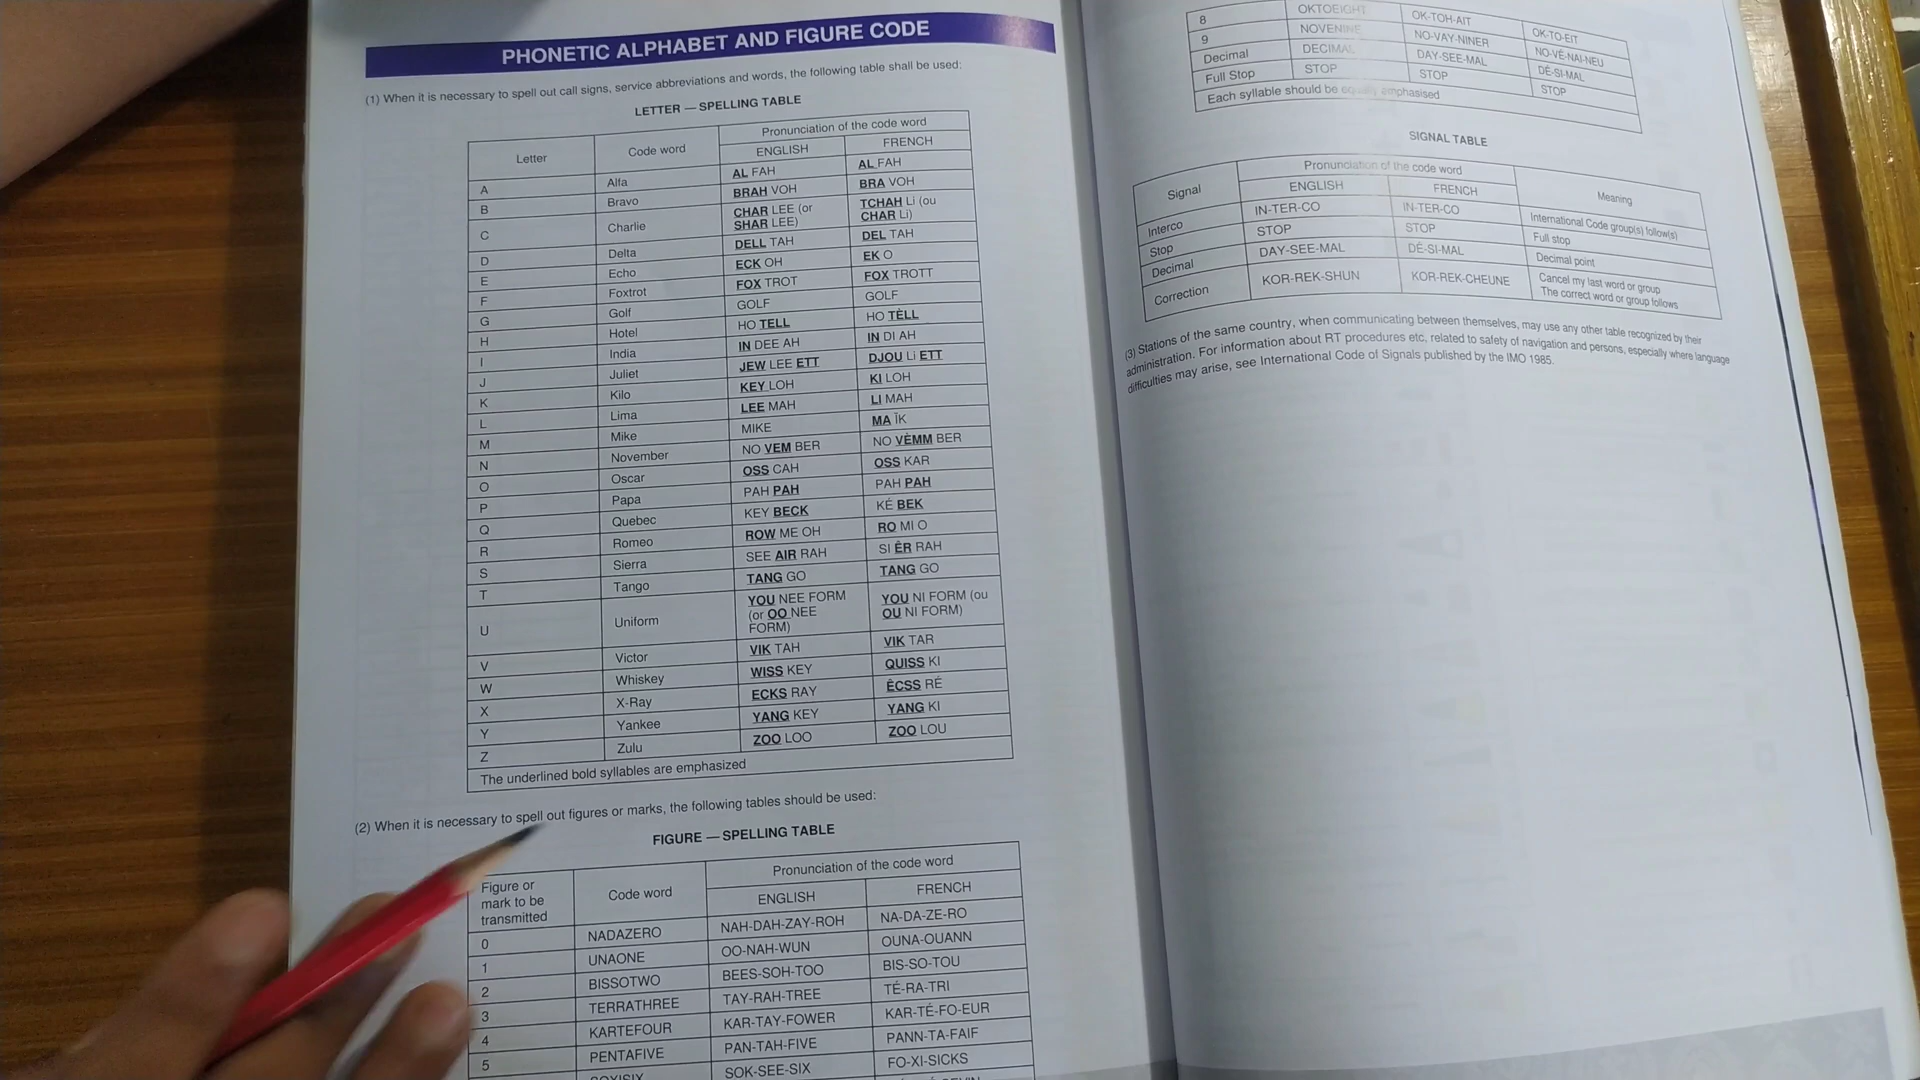 PHONETIC ALPHABET AND FIGURE CODE
(1) When it is necessary to spell out call signs, service abbreviations and words, the following table shall be used:
LETTER — SPELLING TABLE
Letter Code word Pronunciation of the code word
ENGLISH FRENCH
A Alfa AL FAH AL FAH
B Bravo BRAH VOH BRA VOH
C Charlie CHAR LEE (or SHAR LEE) TCHAH Li (ou CHAR Li)
D Delta DELL TAH DEL TAH
E Echo ECK OH EK O
F Foxtrot FOX TROT FOX TROTT
G Golf GOLF GOLF
H Hotel HO TELL HO TÈLL
I India IN DEE AH IN DI AH
J Juliet JEW LEE ETT DJOU Li ETT
K Kilo KEY LOH KI LOH
L Lima LEE MAH LI MAH
M Mike MIKE MA ÏK
N November NO VEM BER NO VÈMM BER
O Oscar OSS CAH OSS KAR
P Papa PAH PAH PAH PAH
Q Quebec KEY BECK KÉ BEK
R Romeo ROW ME OH RO MI O
S Sierra SEE AIR RAH SI ÊR RAH
T Tango TANG GO TANG GO
U Uniform YOU NEE FORM (or OO NEE FORM) YOU NI FORM (ou OU NI FORM)
V Victor VIK TAH VIK TAR
W Whiskey WISS KEY QUISS KI
X X-Ray ECKS RAY ÊCSS RÉ
Y Yankee YANG KEY YANG KI
Z Zulu ZOO LOO ZOO LOU
The underlined bold syllables are emphasized
(2) When it is necessary to spell out figures or marks, the following tables should be used:
FIGURE — SPELLING TABLE
Figure or mark to be transmitted Code word Pronunciation of the code word
ENGLISH FRENCH
0 NADAZERO NAH-DAH-ZAY-ROH NA-DA-ZE-RO
1 UNAONE OO-NAH-WUN OUNA-OUANN
2 BISSOTWO BEES-SOH-TOO BIS-SO-TOU
3 TERRATHREE TAY-RAH-TREE TÉ-RA-TRI
4 KARTEFOUR KAR-TAY-FOWER KAR-TÉ-FO-EUR
5 PENTAFIVE PAN-TAH-FIVE PANN-TA-FAIF
SOK-SEE-SIX FO-XI-SICKS
8 OKTOEIGHT OK-TOH-AIT OK-TO-EIT
9 NOVENINE NO-VAY-NINER NO-VÉ-NAI-NEU
Decimal DECIMAL DAY-SEE-MAL DÉ-SI-MAL
Full Stop STOP STOP STOP
Each syllable should be equally emphasised
SIGNAL TABLE
Signal Pronunciation of the code word Meaning
ENGLISH FRENCH
Interco IN-TER-CO IN-TER-CO International Code group(s) follow(s)
Stop STOP STOP Full stop
Decimal DAY-SEE-MAL DÉ-SI-MAL Decimal point
Correction KOR-REK-SHUN KOR-REK-CHEUNE Cancel my last word or group
The correct word or group follows
(3) Stations of the same country, when communicating between themselves, may use any other table recognized by their
administration. For information about RT procedures etc, related to safety of navigation and persons, especially where language
difficulties may arise, see International Code of Signals published by the IMO 1985.